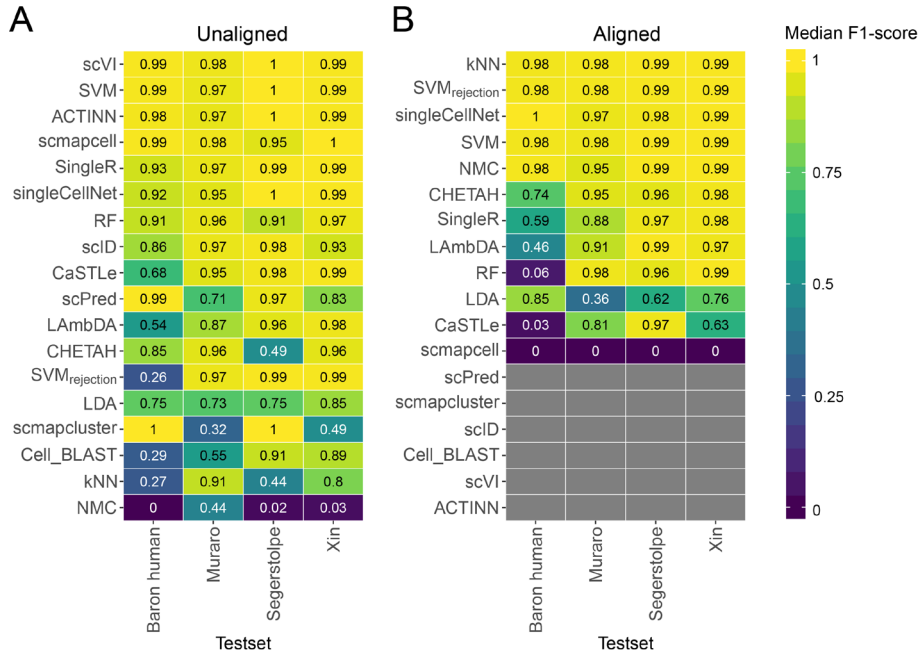 A
B
Unaligned
Aligned
Median F1-score
scVI 0.99 0.98 1 0.99
SVM 0.99 0.97 1 0.99
ACTINN 0.98 0.97 1 0.99
scmapcell 0.99 0.98 0.95 1
SingleR 0.93 0.97 0.99 0.99
singleCellNet 0.92 0.95 1 0.99
RF 0.91 0.96 0.91 0.97
scID 0.86 0.97 0.98 0.93
CaSTLe 0.68 0.95 0.98 0.99
scPred 0.99 0.71 0.97 0.83
LAmbDA 0.54 0.87 0.96 0.98
CHETAH 0.85 0.96 0.49 0.96
SVMrejection 0.26 0.97 0.99 0.99
LDA 0.75 0.73 0.75 0.85
scmapcluster 1 0.32 1 0.49
Cell_BLAST 0.29 0.55 0.91 0.89
kNN 0.27 0.91 0.44 0.8
NMC 0 0.44 0.02 0.03
Baron human
Muraro
Segerstolpe
Xin
Testset
kNN 0.98 0.98 0.99 0.99
SVMrejection 0.98 0.98 0.99 0.99
singleCellNet 1 0.97 0.98 0.99
SVM 0.98 0.98 0.99 0.99
NMC 0.98 0.95 0.99 0.99
CHETAH 0.74 0.95 0.96 0.98
SingleR 0.59 0.88 0.97 0.98
LAmbDA 0.46 0.91 0.99 0.97
RF 0.06 0.98 0.96 0.99
LDA 0.85 0.36 0.62 0.76
CaSTLe 0.03 0.81 0.97 0.63
scmapcell 0 0 0 0
scPred
scmapcluster
scID
Cell_BLAST
scVI
ACTINN
Baron human
Muraro
Segerstolpe
Xin
Testset
1
0.75
0.5
0.25
0